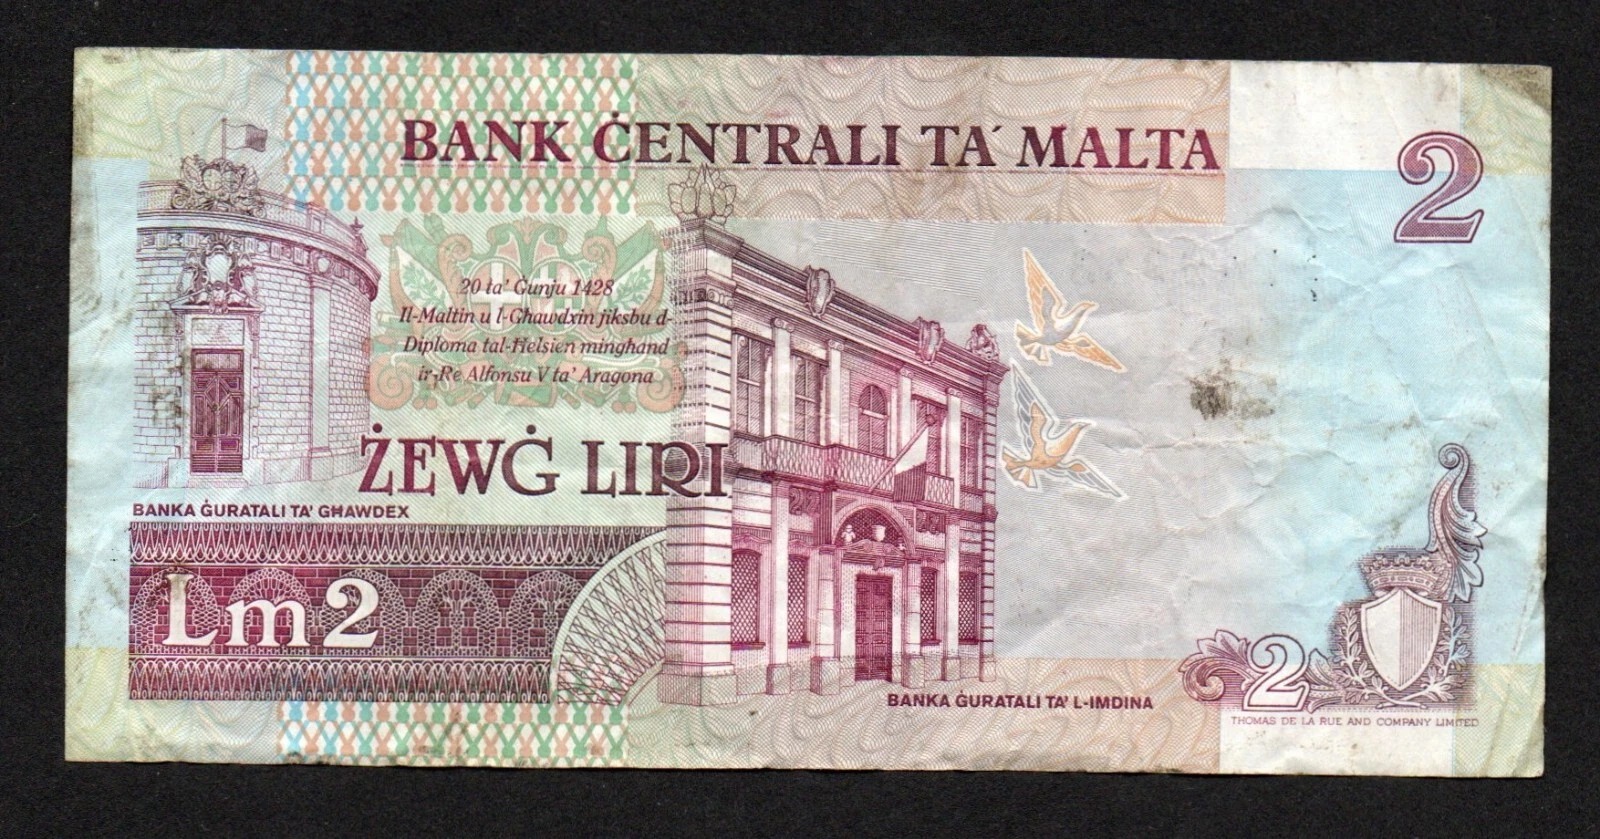 BANK ĊENTRALI TA' MALTA
2
20 ta' Ġunju 1428
Il-Maltin u l-Għawdxin jiksbu d-
Diploma tal-Ħelsien mingħand
ir-Re Alfonsu V ta' Aragona
ŻEWĠ LIRI
BANKA ĠURATALI TA' GĦAWDEX
Lm2
BANKA ĠURATALI TA' L-IMDINA
2
THOMAS DE LA RUE AND COMPANY LIMITED